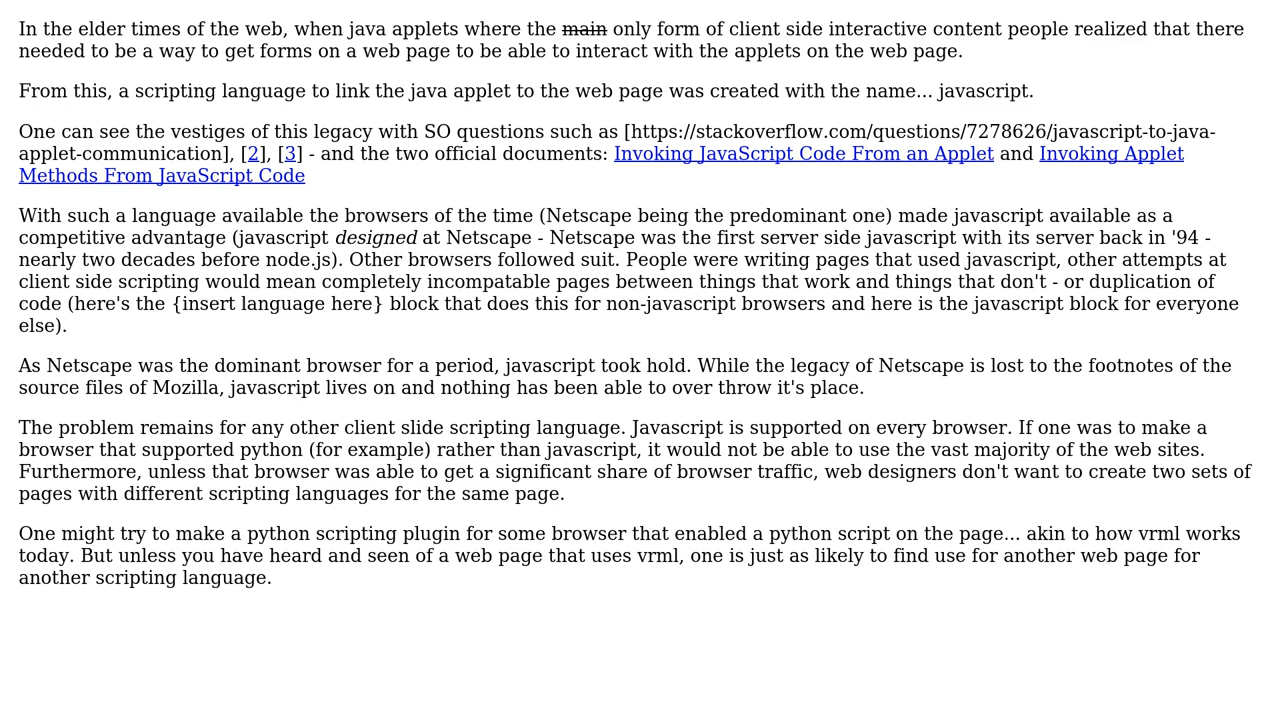 In the elder times of the web, when java applets where the main only form of client side interactive content people realized that there
needed to be a way to get forms on a web page to be able to interact with the applets on the web page.
From this, a scripting language to link the java applet to the web page was created with the name... javascript.
One can see the vestiges of this legacy with SO questions such as [https://stackoverflow.com/questions/7278626/javascript-to-java-
applet-communication], [2], [3] - and the two official documents: Invoking JavaScript Code From an Applet and Invoking Applet
Methods From JavaScript Code
With such a language available the browsers of the time (Netscape being the predominant one) made javascript available as a
competitive advantage (javascript designed at Netscape - Netscape was the first server side javascript with its server back in '94 -
nearly two decades before node.js). Other browsers followed suit. People were writing pages that used javascript, other attempts at
client side scripting would mean completely incompatable pages between things that work and things that don't - or duplication of
code (here's the {insert language here} block that does this for non-javascript browsers and here is the javascript block for everyone
else).
As Netscape was the dominant browser for a period, javascript took hold. While the legacy of Netscape is lost to the footnotes of the
source files of Mozilla, javascript lives on and nothing has been able to over throw it's place.
The problem remains for any other client slide scripting language. Javascript is supported on every browser. If one was to make a
browser that supported python (for example) rather than javascript, it would not be able to use the vast majority of the web sites.
Furthermore, unless that browser was able to get a significant share of browser traffic, web designers don't want to create two sets of
pages with different scripting languages for the same page.
One might try to make a python scripting plugin for some browser that enabled a python script on the page... akin to how vrml works
today. But unless you have heard and seen of a web page that uses vrml, one is just as likely to find use for another web page for
another scripting language.